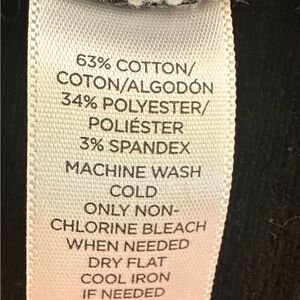 63% COTTON/
COTON/ALGODÓN
34% POLYESTER/
POLIÉSTER
3% SPANDEX
MACHINE WASH
COLD
ONLY NON-
CHLORINE BLEACH
WHEN NEEDED
DRY FLAT
COOL IRON
IF NEEDED